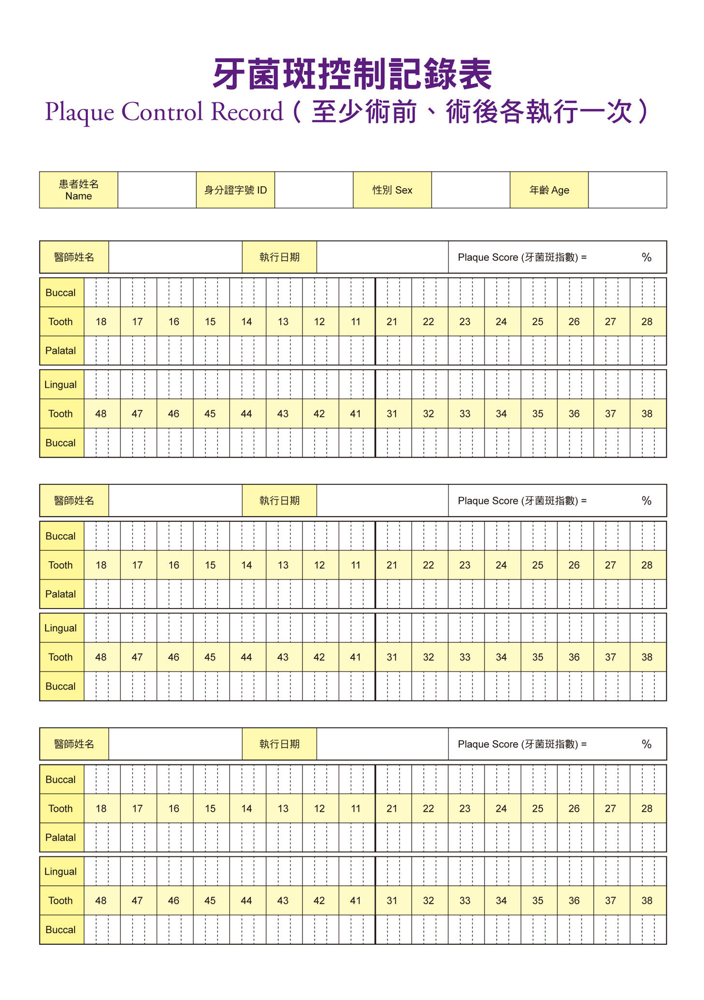 牙菌斑控制記錄表
Plaque Control Record（至少術前、術後各執行一次）
患者姓名 Name 身分證字號 ID 性別 Sex 年齡 Age
醫師姓名 執行日期 Plaque Score (牙菌斑指數) = %
Buccal
Tooth 18 17 16 15 14 13 12 11 21 22 23 24 25 26 27 28
Palatal
Lingual
Tooth 48 47 46 45 44 43 42 41 31 32 33 34 35 36 37 38
Buccal
醫師姓名 執行日期 Plaque Score (牙菌斑指數) = %
Buccal
Tooth 18 17 16 15 14 13 12 11 21 22 23 24 25 26 27 28
Palatal
Lingual
Tooth 48 47 46 45 44 43 42 41 31 32 33 34 35 36 37 38
Buccal
醫師姓名 執行日期 Plaque Score (牙菌斑指數) = %
Buccal
Tooth 18 17 16 15 14 13 12 11 21 22 23 24 25 26 27 28
Palatal
Lingual
Tooth 48 47 46 45 44 43 42 41 31 32 33 34 35 36 37 38
Buccal